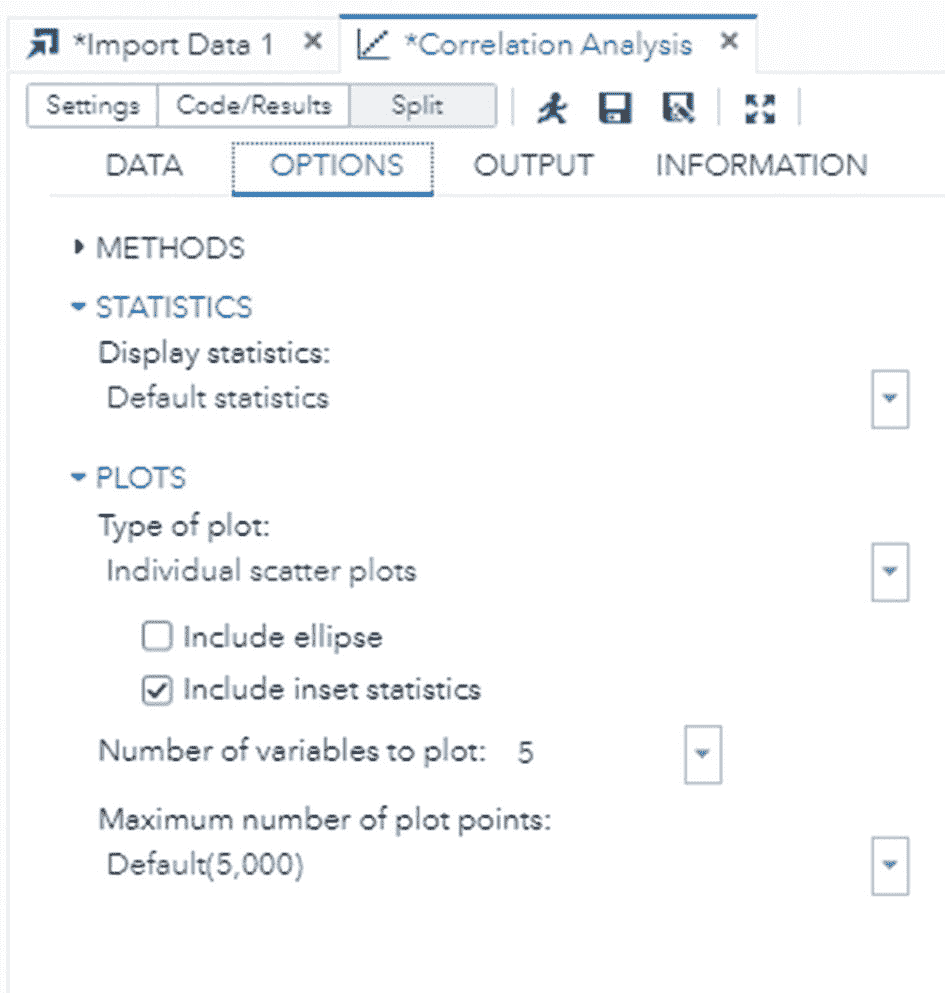 *Import Data 1 *Correlation Analysis
Settings Code/Results Split
DATA OPTIONS OUTPUT INFORMATION
METHODS
STATISTICS
Display statistics:
Default statistics
PLOTS
Type of plot:
Individual scatter plots
Include ellipse
Include inset statistics
Number of variables to plot: 5
Maximum number of plot points:
Default(5,000)